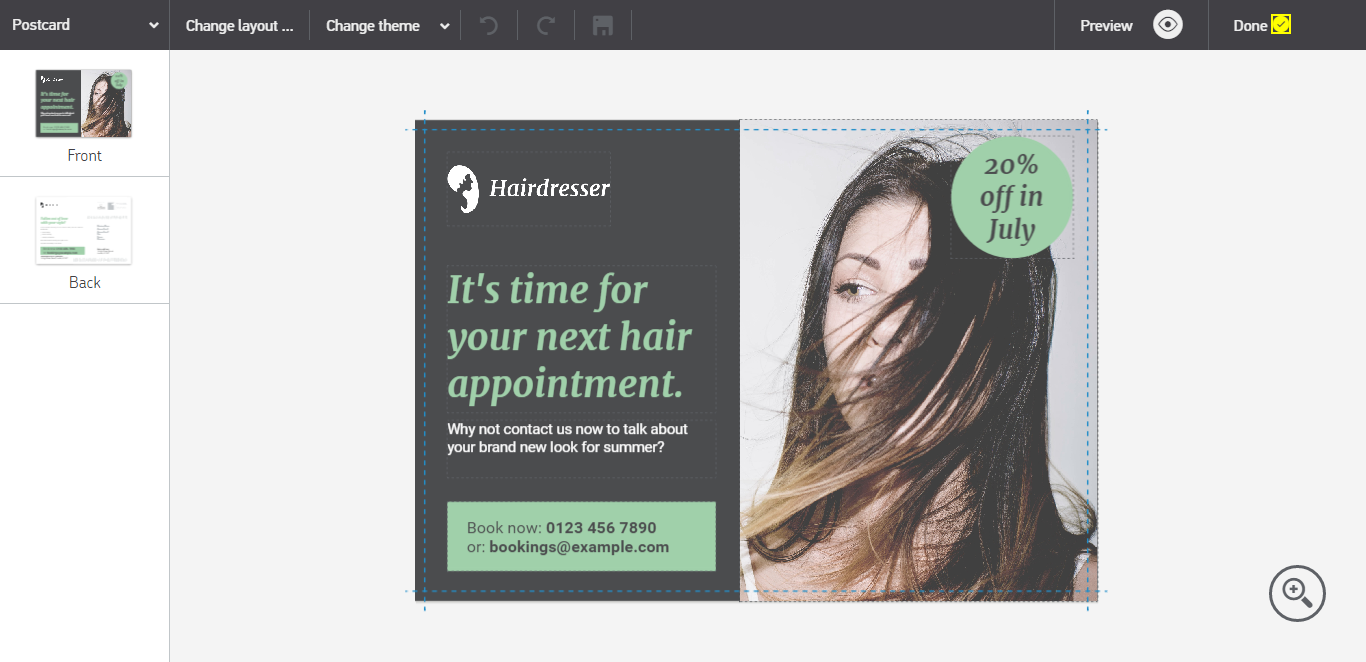 Postcard
Change layout ...
Change theme
Preview
Done
Front
Back
Hairdresser
20%
off in
July
It's time for
your next hair
appointment.
Why not contact us now to talk about
your brand new look for summer?
Book now: 0123 456 7890
or: bookings@example.com